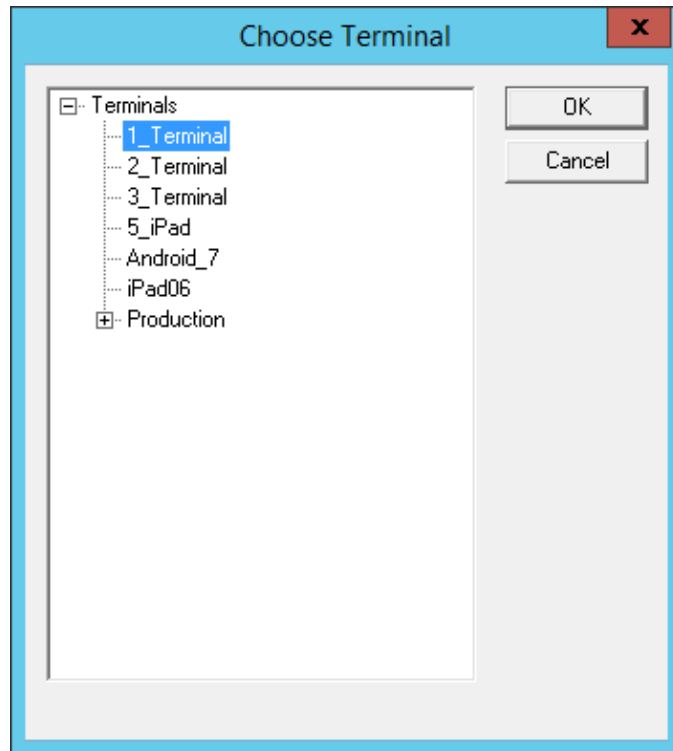 Choose Terminal
x
Terminals
1_Terminal
2_Terminal
3_Terminal
5_iPad
Android_7
iPad06
Production
OK
Cancel